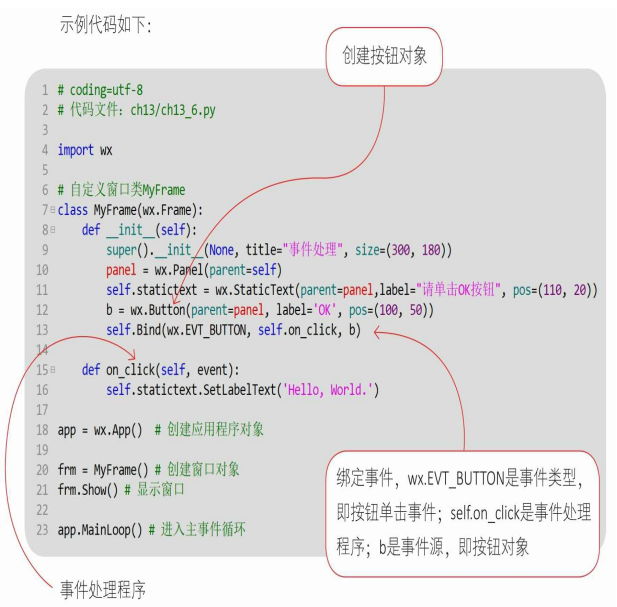 示例代码如下：
创建按钮对象
1 # coding=utf-8
2 # 代码文件：ch13/ch13_6.py
3
4 import wx
5
6 # 自定义窗口类MyFrame
7 class MyFrame(wx.Frame):
8     def __init__(self):
9         super().__init__(None, title="事件处理", size=(300, 180))
10         panel = wx.Panel(parent=self)
11         self.statictext = wx.StaticText(parent=panel,label="请单击OK按钮", pos=(110, 20))
12         b = wx.Button(parent=panel, label='OK', pos=(100, 50))
13         self.Bind(wx.EVT_BUTTON, self.on_click, b)
14
15     def on_click(self, event):
16         self.statictext.SetLabelText('Hello, World.')
17
18 app = wx.App()  # 创建应用程序对象
19
20 frm = MyFrame() # 创建窗口对象
21 frm.Show() # 显示窗口
22
23 app.MainLoop() # 进入主事件循环
绑定事件，wx.EVT_BUTTON是事件类型，
即按钮单击事件；self.on_click是事件处理
程序；b是事件源，即按钮对象
事件处理程序